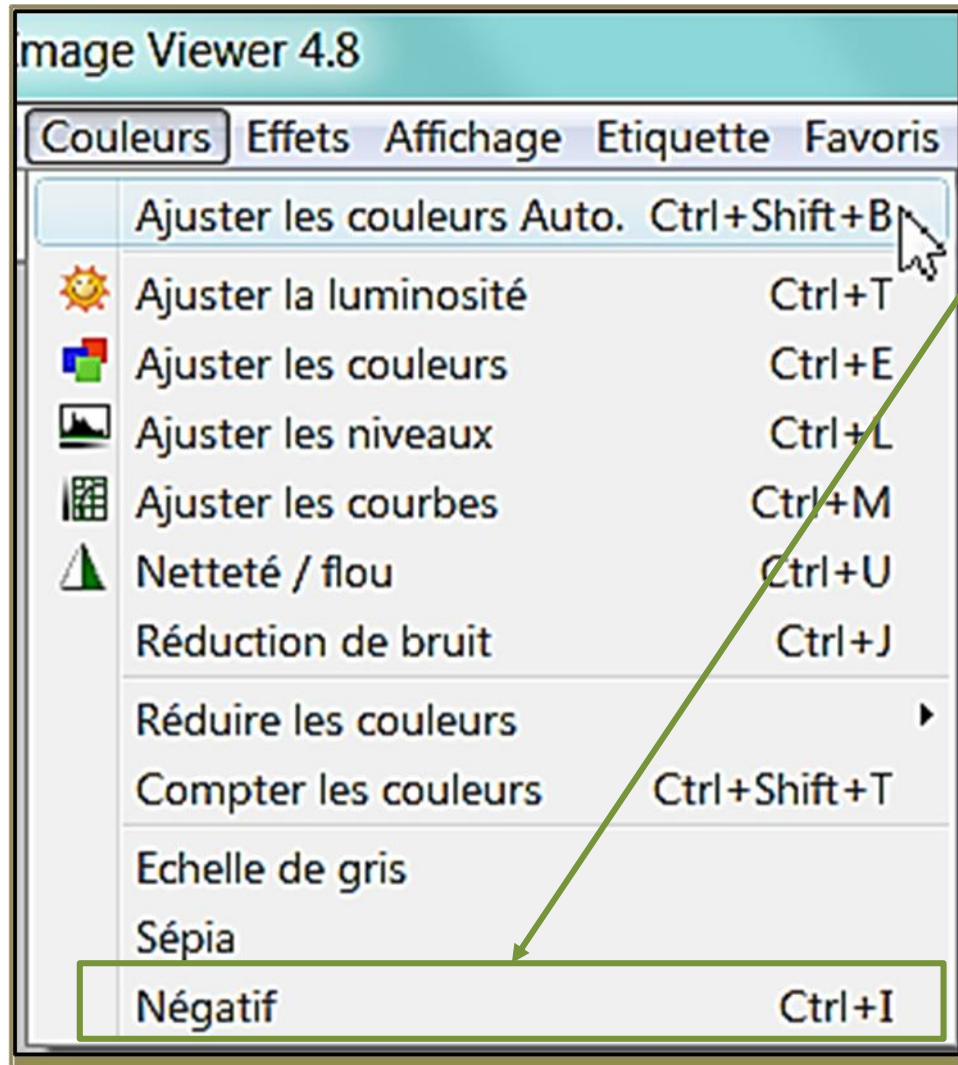 Image Viewer 4.8
Couleurs Effets Affichage Etiquette Favoris
Ajuster les couleurs Auto. Ctrl+Shift+B
Ajuster la luminosité Ctrl+T
Ajuster les couleurs Ctrl+E
Ajuster les niveaux Ctrl+L
Ajuster les courbes Ctrl+M
Netteté / flou Ctrl+U
Réduction de bruit Ctrl+J
Réduire les couleurs
Compter les couleurs Ctrl+Shift+T
Echelle de gris
Sépia
Négatif Ctrl+I